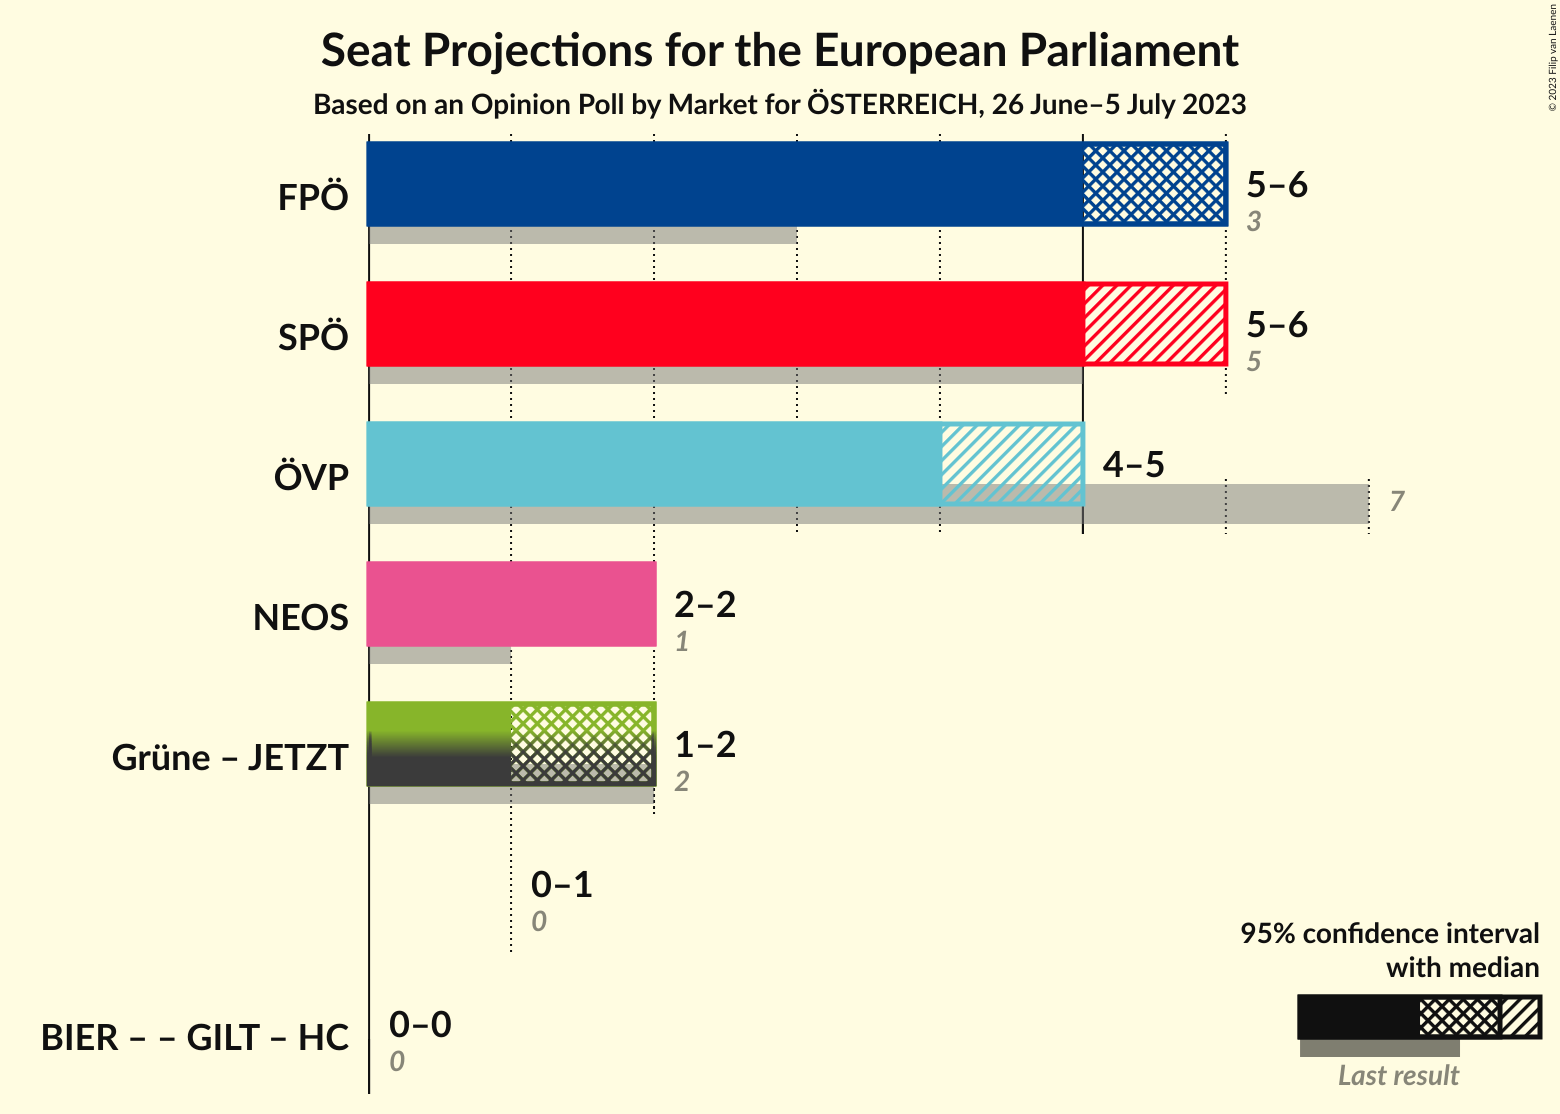 Seat Projections for the European Parliament
Based on an Opinion Poll by Market for ÖSTERREICH, 26 June–5 July 2023
© 2023 Filip van Laenen
FPÖ
5–6
3
SPÖ
5–6
5
ÖVP
4–5
7
NEOS
2–2
1
Grüne – JETZT
1–2
2
0–1
0
BIER – – GILT – HC
0–0
0
95% confidence interval
with median
Last result